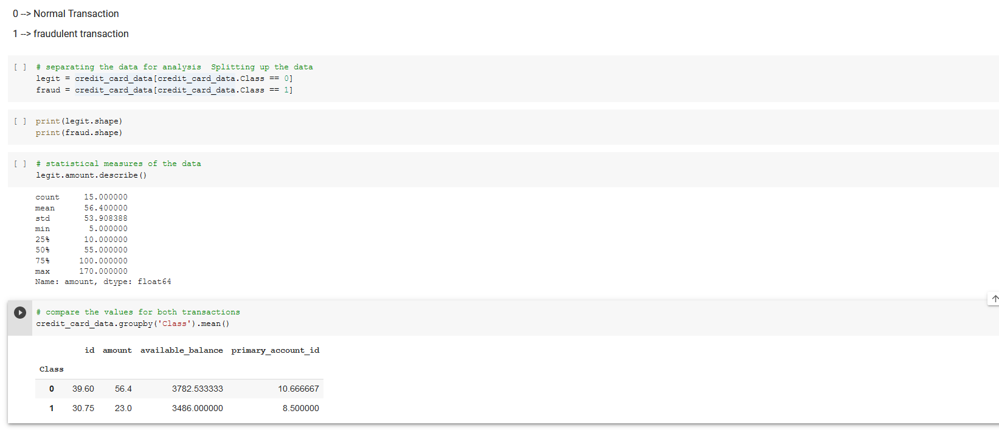 0 --> Normal Transaction
1 --> fraudulent transaction
[ ] # separating the data for analysis  Splitting up the data
legit = credit_card_data[credit_card_data.Class == 0]
fraud = credit_card_data[credit_card_data.Class == 1]
[ ] print(legit.shape)
print(fraud.shape)
[ ] # statistical measures of the data
legit.amount.describe()
count 15.000000
mean 56.400000
std 53.908388
min 5.000000
25% 10.000000
50% 55.000000
75% 100.000000
max 170.000000
Name: amount, dtype: float64
# compare the values for both transactions
credit_card_data.groupby('Class').mean()
id amount available_balance primary_account_id
Class
0 39.60 56.4 3782.533333 10.666667
1 30.75 23.0 3486.000000 8.500000